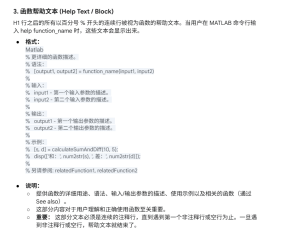 3. 函数帮助文本 (Help Text / Block)
H1 行之后的所有以百分号 % 开头的连续行被视为函数的帮助文本。当用户在 MATLAB 命令行输
入 help function_name 时，这些文本会显示出来。
● 格式:
Matlab
% 更详细的函数描述。
% 语法:
% [output1, output2] = function_name(input1, input2)
%
% 输入:
% input1 - 第一个输入参数的描述。
% input2 - 第二个输入参数的描述。
%
% 输出:
% output1 - 第一个输出参数的描述。
% output2 - 第二个输出参数的描述。
%
% 示例:
% [s, d] = calculateSumAndDiff(10, 5);
% disp(['和: ', num2str(s), ', 差: ', num2str(d)]);
%
% 另请参阅: relatedFunction1, relatedFunction2
● 说明:
○ 提供函数的详细用途、语法、输入/输出参数的描述、使用示例以及相关的函数（通过
See also）。
○ 这部分内容对于用户理解和正确使用函数至关重要。
○ 重要: 这部分文本必须是连续的注释行，直到遇到第一个非注释行或空行为止。一旦遇
到非注释行或空行，帮助文本就结束了。